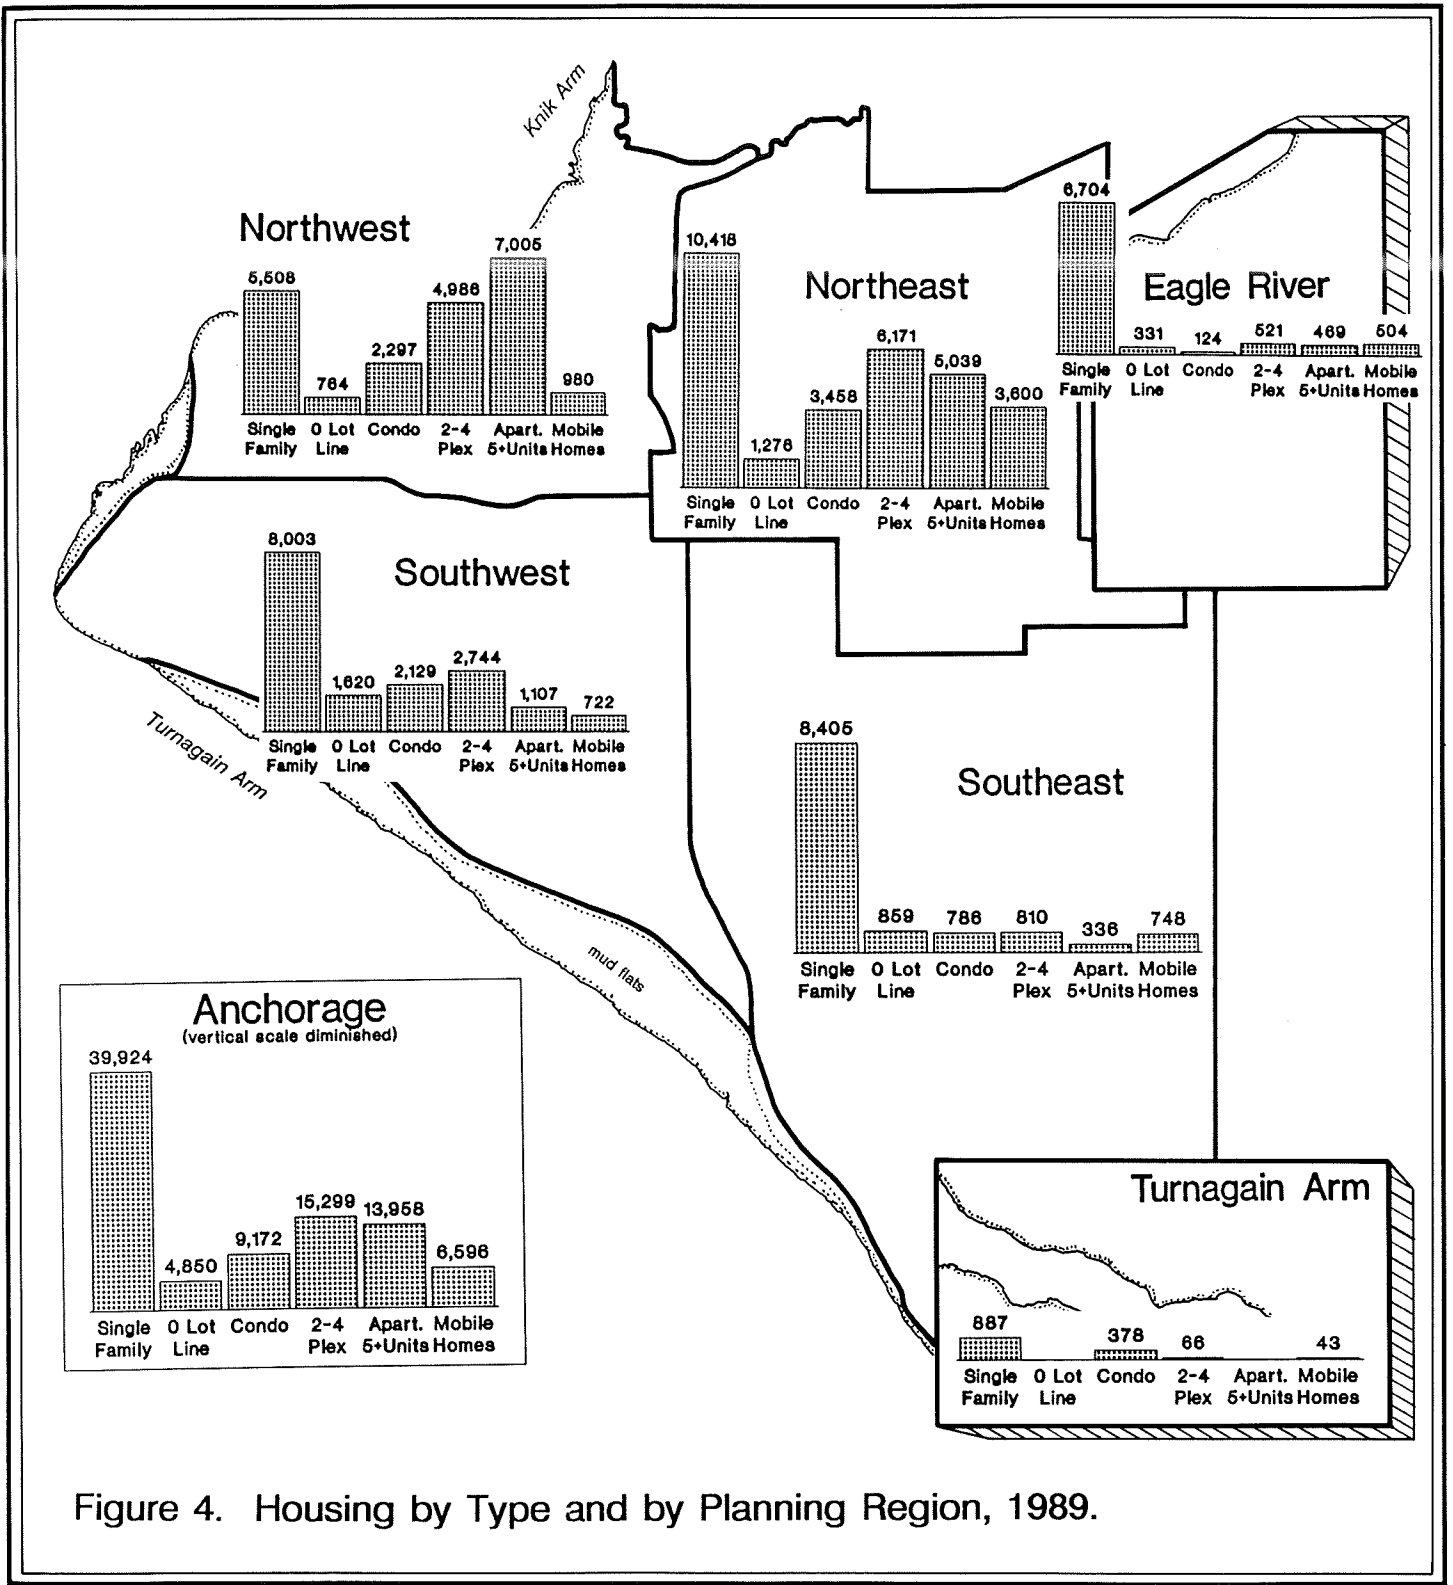 Knik Arm
Northwest
5,508
764
2,297
4,986
7,005
980
Single 0 Lot Condo 2-4 Apart. Mobile
Family Line Plex 5+Units Homes
Northeast
10,418
1,276
3,458
6,171
5,039
3,600
Single 0 Lot Condo 2-4 Apart. Mobile
Family Line Plex 5+Units Homes
Eagle River
6,704
331
124
521
469
504
Single 0 Lot Condo 2-4 Apart. Mobile
Family Line Plex 5+Units Homes
Southwest
8,003
1,620
2,129
2,744
1,107
722
Single 0 Lot Condo 2-4 Apart. Mobile
Family Line Plex 5+Units Homes
Turnagain Arm
mud flats
Southeast
8,405
859
786
810
336
748
Single 0 Lot Condo 2-4 Apart. Mobile
Family Line Plex 5+Units Homes
Anchorage
(vertical scale diminished)
39,924
4,850
9,172
15,299
13,958
6,596
Single 0 Lot Condo 2-4 Apart. Mobile
Family Line Plex 5+Units Homes
Turnagain Arm
887
378
66
43
Single 0 Lot Condo 2-4 Apart. Mobile
Family Line Plex 5+Units Homes
Figure 4. Housing by Type and by Planning Region, 1989.